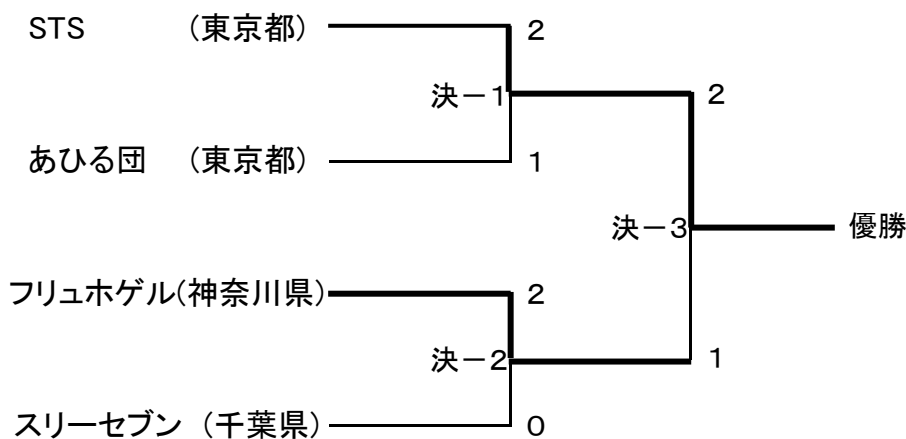 STS （東京都） 2
決－1 2
あひる団 （東京都） 1
決－3 優勝
フリュホゲル（神奈川県） 2
決－2 1
スリーセブン （千葉県） 0